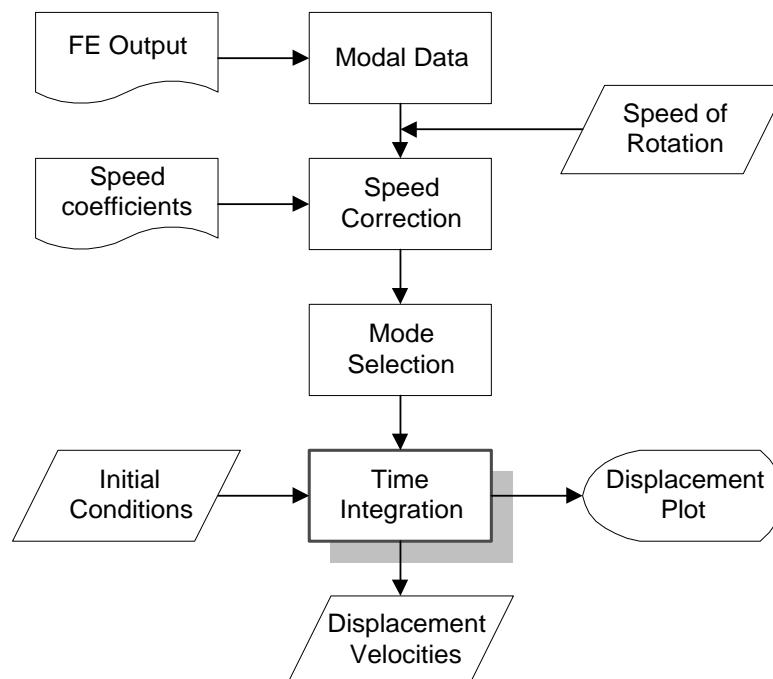 FE Output
Modal Data
Speed of
Rotation
Speed
coefficients
Speed
Correction
Mode
Selection
Initial
Conditions
Time
Integration
Displacement
Plot
Displacement
Velocities